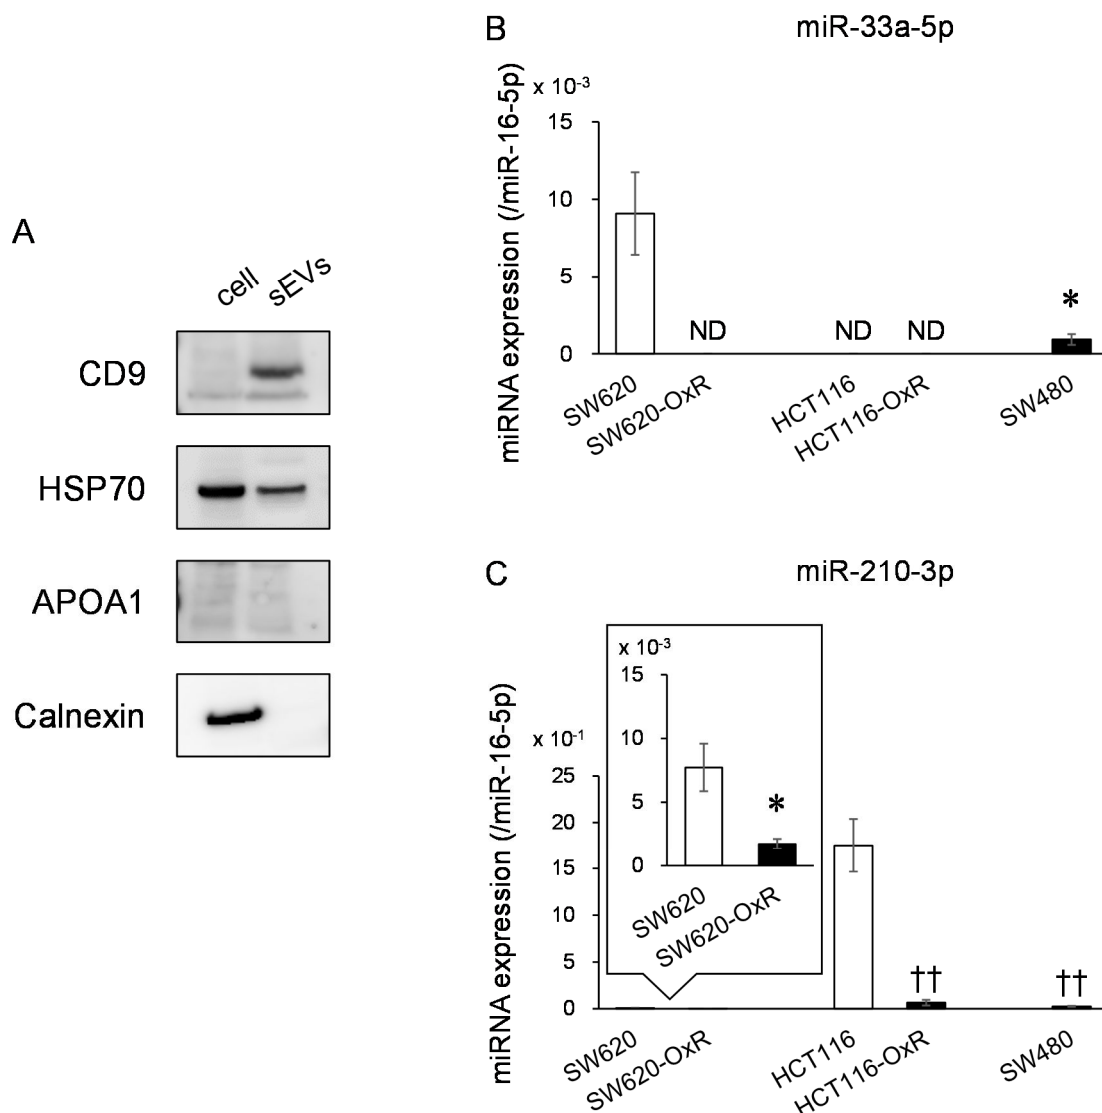 A
cell
sEVs
CD9
HSP70
APOA1
Calnexin
B
miR-33a-5p
miRNA expression (/miR-16-5p)
x 10-3
15
10
5
0
ND
ND
ND
*
SW620
SW620-OxR
HCT116
HCT116-OxR
SW480
C
miR-210-3p
miRNA expression (/miR-16-5p)
x 10-1
25
20
15
10
5
0
x 10-3
15
10
5
0
*
SW620
SW620-OxR
††
††
SW620
SW620-OxR
HCT116
HCT116-OxR
SW480